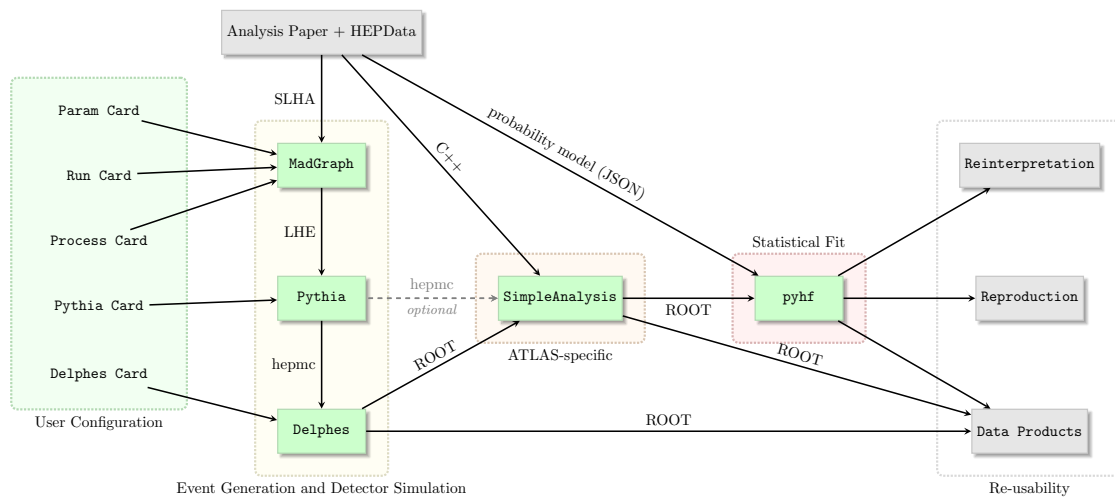 Analysis Paper + HEPData
SLHA
C++
probability model (JSON)
Param Card
Run Card
Process Card
Pythia Card
Delphes Card
User Configuration
MadGraph
LHE
Pythia
hepmc
Delphes
Event Generation and Detector Simulation
hepmc
optional
ROOT
SimpleAnalysis
ATLAS-specific
ROOT
Statistical Fit
pyhf
ROOT
ROOT
Reinterpretation
Reproduction
Data Products
Re-usability